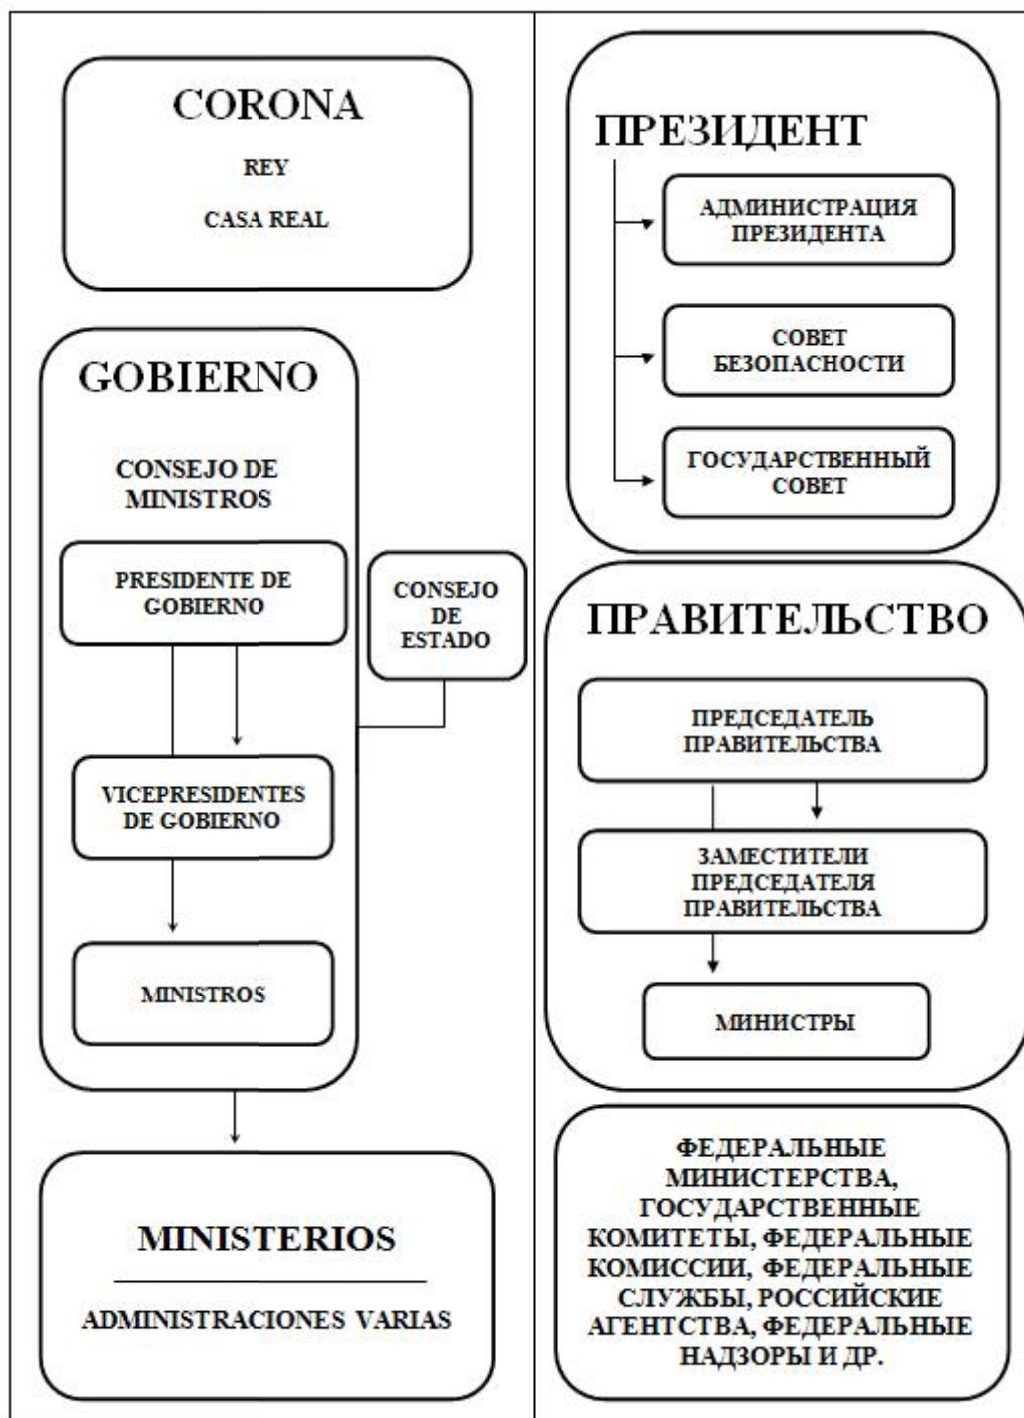 CORONA
REY
CASA REAL
GOBIERNO
CONSEJO DE
MINISTROS
PRESIDENTE DE
GOBIERNO
CONSEJO
DE
ESTADO
VICEPRESIDENTES
DE GOBIERNO
MINISTROS
MINISTERIOS
ADMINISTRACIONES VARIAS
ПРЕЗИДЕНТ
АДМИНИСТРАЦИЯ
ПРЕЗИДЕНТА
СОВЕТ
БЕЗОПАСНОСТИ
ГОСУДАРСТВЕННЫЙ
СОВЕТ
ПРАВИТЕЛЬСТВО
ПРЕДСЕДАТЕЛЬ
ПРАВИТЕЛЬСТВА
ЗАМЕСТИТЕЛИ
ПРЕДСЕДАТЕЛЯ
ПРАВИТЕЛЬСТВА
МИНИСТРЫ
ФЕДЕРАЛЬНЫЕ
МИНИСТЕРСТВА,
ГОСУДАРСТВЕННЫЕ
КОМИТЕТЫ, ФЕДЕРАЛЬНЫЕ
КОМИССИИ, ФЕДЕРАЛЬНЫЕ
СЛУЖБЫ, РОССИЙСКИЕ
АГЕНТСТВА, ФЕДЕРАЛЬНЫЕ
НАДЗОРЫ И ДР.